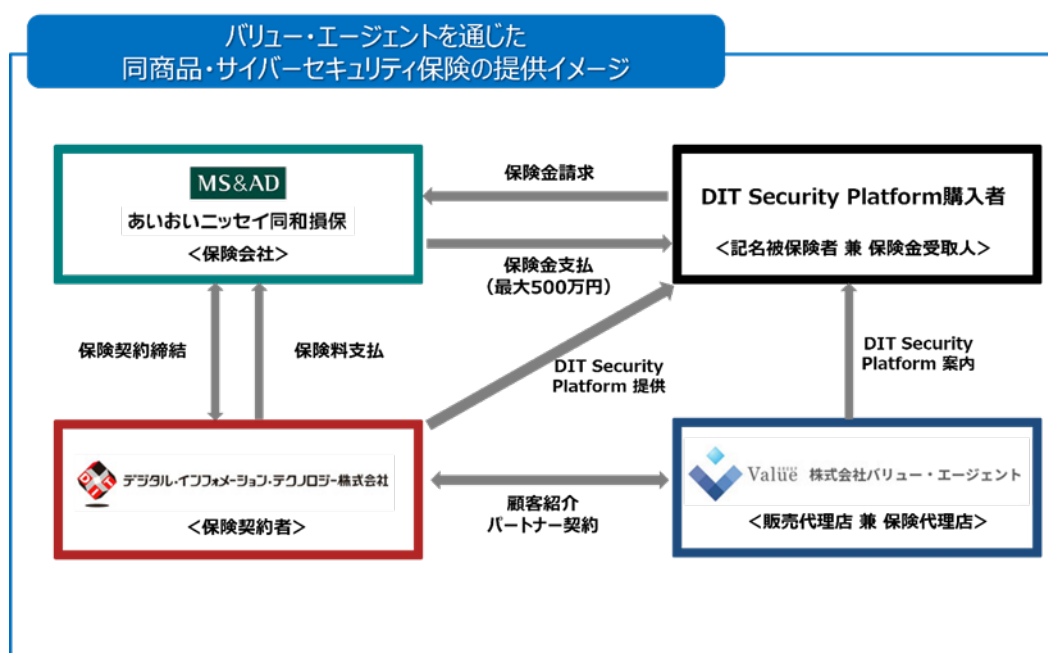 バリュー・エージェントを通じた
同商品・サイバーセキュリティ保険の提供イメージ
MS&AD
あいおいニッセイ同和損保
<保険会社>
保険金請求
保険金支払
（最大500万円）
DIT Security Platform購入者
<記名被保険者 兼 保険金受取人>
保険契約締結
保険料支払
DIT Security
Platform 提供
DIT Security
Platform 案内
DIT
デジタル・インフォメーション・テクノロジー株式会社
<保険契約者>
顧客紹介
パートナー契約
Value 株式会社バリュー・エージェント
<販売代理店 兼 保険代理店>